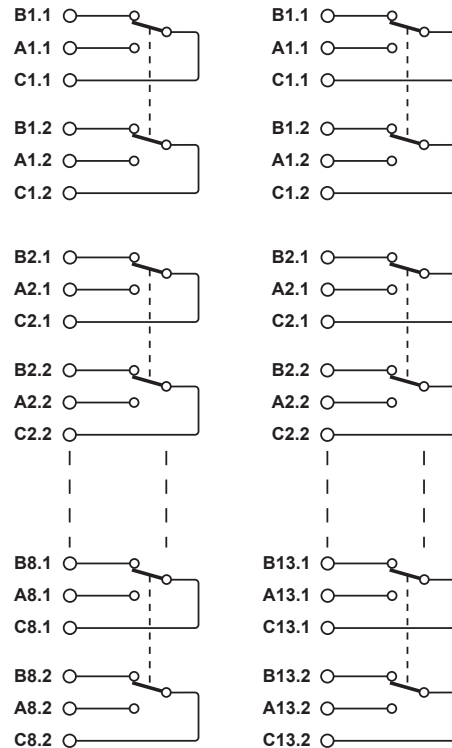 B1.1
A1.1
C1.1
B1.2
A1.2
C1.2
B2.1
A2.1
C2.1
B2.2
A2.2
C2.2
B8.1
A8.1
C8.1
B8.2
A8.2
C8.2
B1.1
A1.1
C1.1
B1.2
A1.2
C1.2
B2.1
A2.1
C2.1
B2.2
A2.2
C2.2
B13.1
A13.1
C13.1
B13.2
A13.2
C13.2